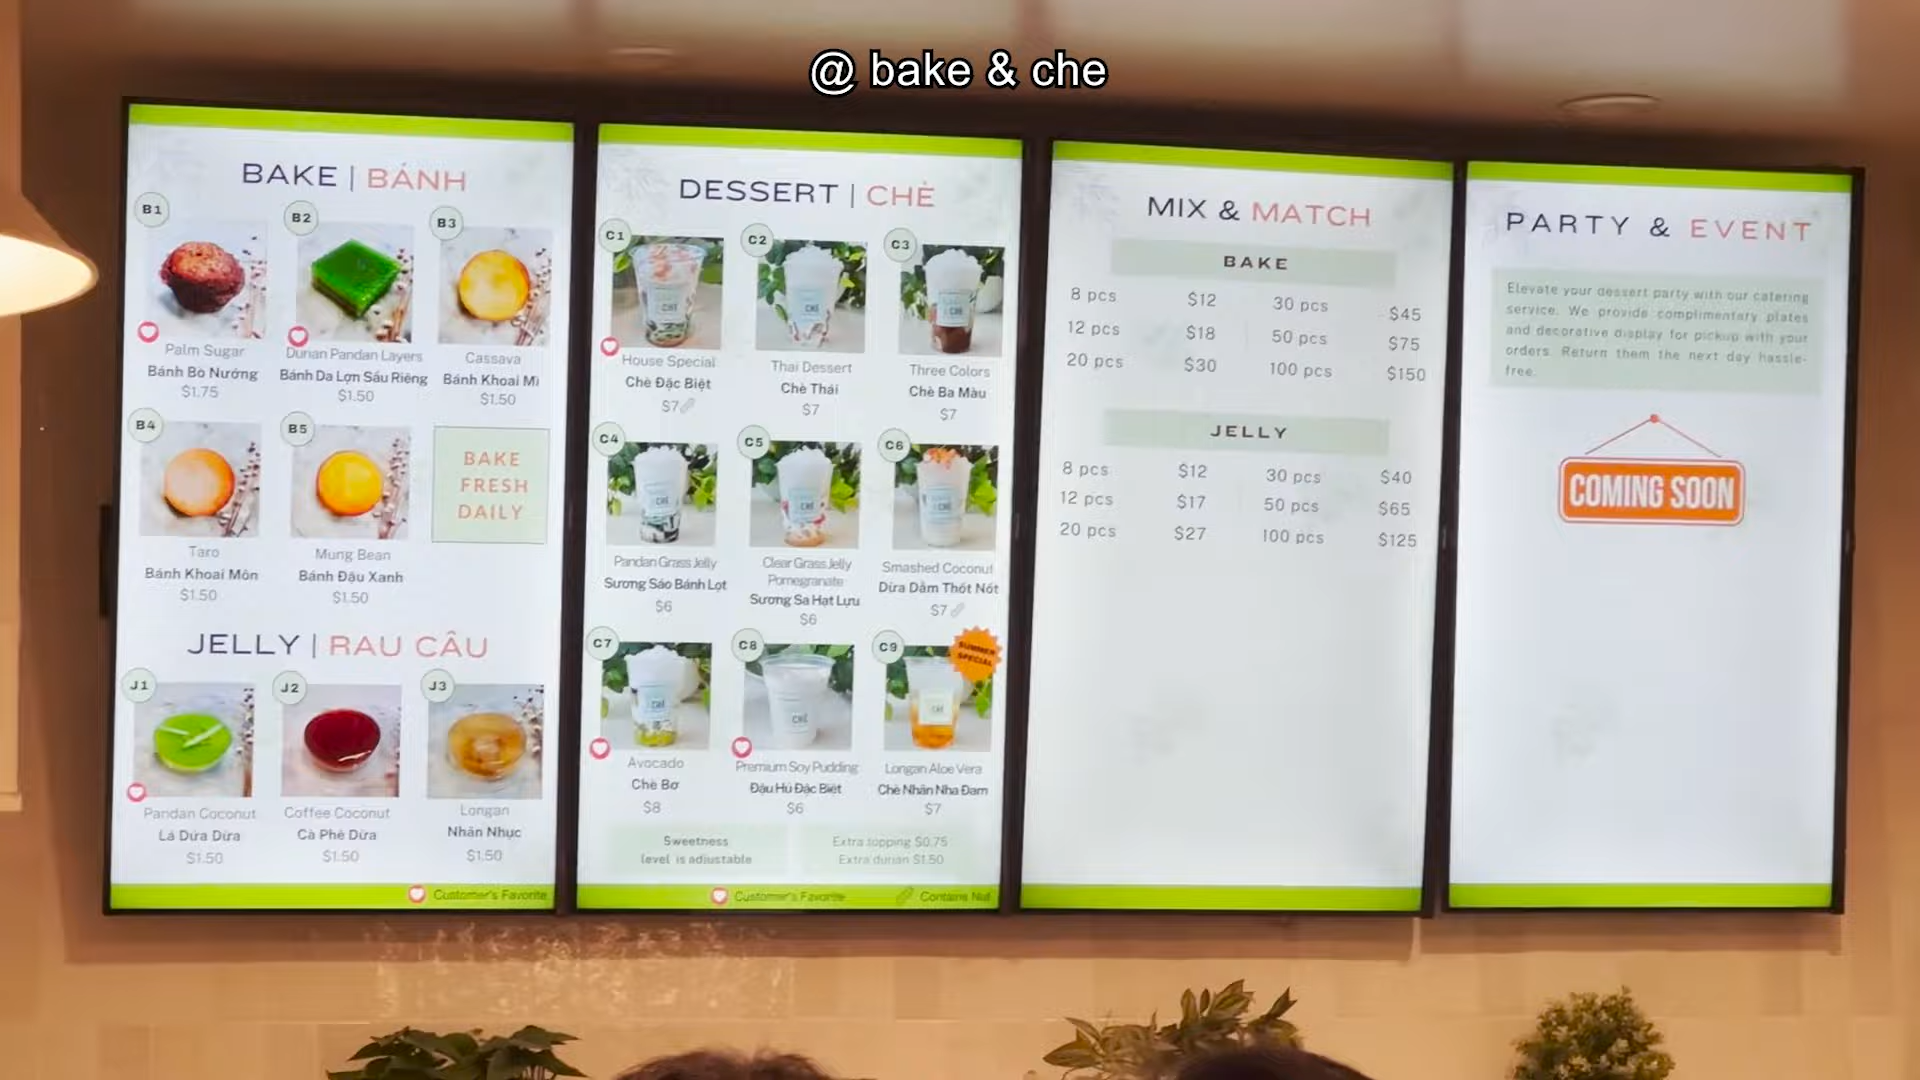 @ bake & che
BAKE | BÁNH
B1
B2
B3
Palm Sugar
Bánh Bò Nướng
$1.75
Durian Pandan Layers
Bánh Da Lợn Sầu Riêng
$1.50
Cassava
Bánh Khoai Mì
$1.50
B4
B5
BAKE
FRESH
DAILY
Taro
Bánh Khoai Môn
$1.50
Mung Bean
Bánh Đậu Xanh
$1.50
JELLY | RAU CÂU
J1
J2
J3
Pandan Coconut
Lá Dứa Dừa
$1.50
Coffee Coconut
Cà Phê Dừa
$1.50
Longan
Nhãn Nhục
$1.50
Customer's Favorite
DESSERT | CHÈ
C1
C2
C3
House Special
Chè Đặc Biệt
$7
Thai Dessert
Chè Thái
$7
Three Colors
Chè Ba Màu
$7
C4
C5
C6
Pandan Grass Jelly
Sương Sáo Bánh Lọt
$6
Clear Grass Jelly
Pomegranate
Sương Sa Hạt Lựu
$6
Smashed Coconut
Dừa Dầm Thốt Nốt
$7
C7
C8
C9
SUMMER
SPECIAL
Avocado
Chè Bơ
$8
Premium Soy Pudding
Đậu Hủ Đặc Biệt
$6
Longan Aloe Vera
Chè Nhãn Nha Đam
$7
Sweetness
level is adjustable
Extra topping $0.75
Extra durian $1.50
Customer's Favorite
Contains Nut
MIX & MATCH
BAKE
8 pcs $12 30 pcs $45
12 pcs $18 50 pcs $75
20 pcs $30 100 pcs $150
JELLY
8 pcs $12 30 pcs $40
12 pcs $17 50 pcs $65
20 pcs $27 100 pcs $125
PARTY & EVENT
Elevate your dessert party with our catering
service. We provide complimentary plates
and decorative display for pickup with your
orders. Return them the next day hassle-
free.
COMING SOON